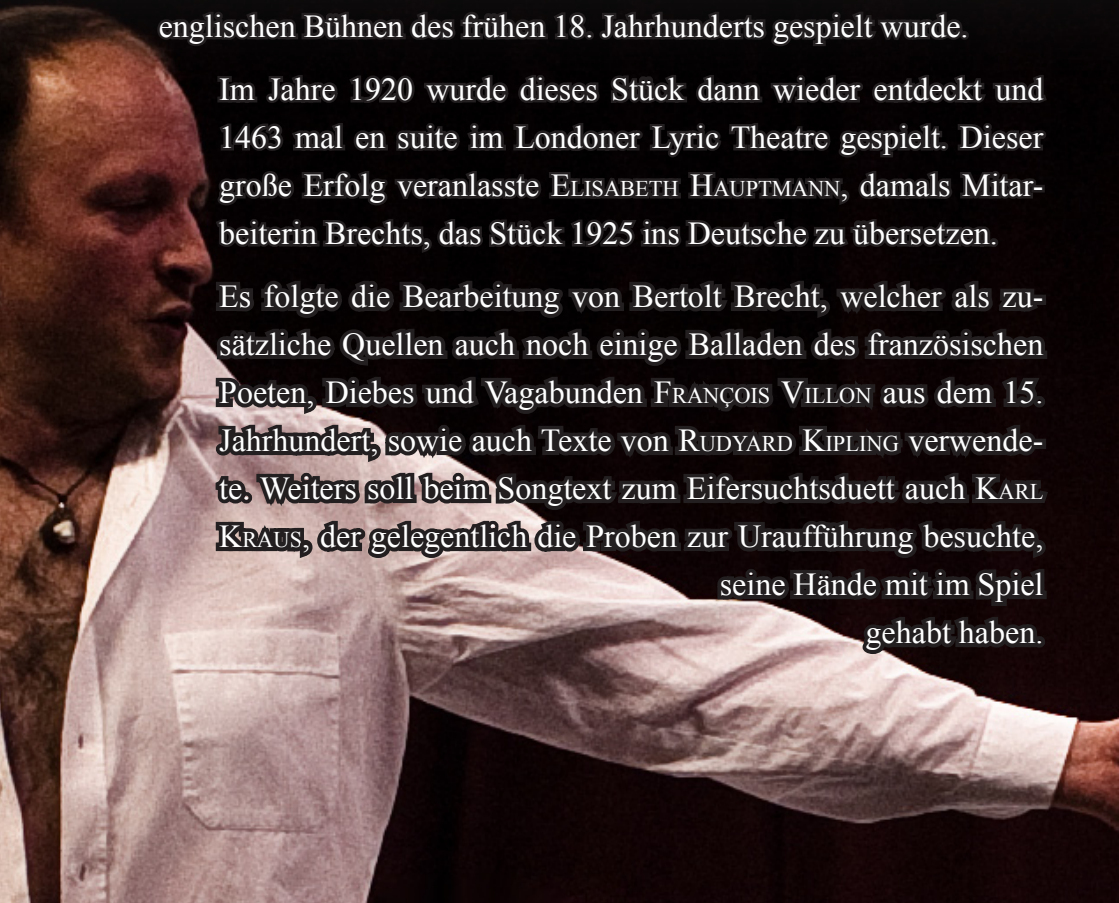 englischen Bühnen des frühen 18. Jahrhunderts gespielt wurde.
Im Jahre 1920 wurde dieses Stück dann wieder entdeckt und
1463 mal en suite im Londoner Lyric Theatre gespielt. Dieser
große Erfolg veranlasste ELISABETH HAUPTMANN, damals Mitar-
beiterin Brechts, das Stück 1925 ins Deutsche zu übersetzen.
Es folgte die Bearbeitung von Bertolt Brecht, welcher als zu-
sätzliche Quellen auch noch einige Balladen des französischen
Poeten, Diebes und Vagabunden FRANÇOIS VILLON aus dem 15.
Jahrhundert, sowie auch Texte von RUDYARD KIPLING verwende-
te. Weiters soll beim Songtext zum Eifersuchtsduett auch KARL
KRAUS, der gelegentlich die Proben zur Uraufführung besuchte,
seine Hände mit im Spiel
gehabt haben.